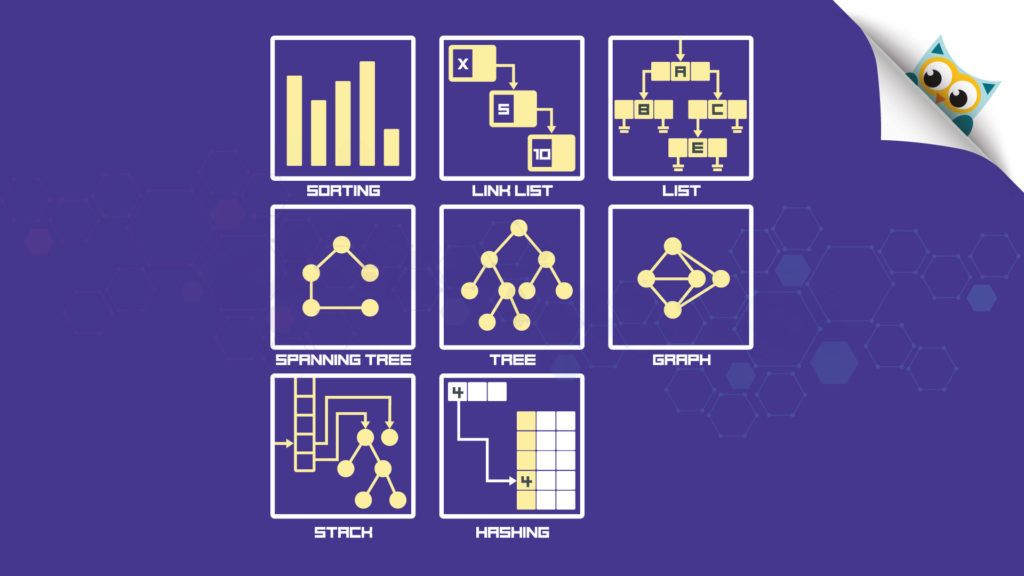 X
5
10
A
B
C
E
SORTING
LINK LIST
LIST
SPANNING TREE
TREE
GRAPH
4
4
STACK
HASHING